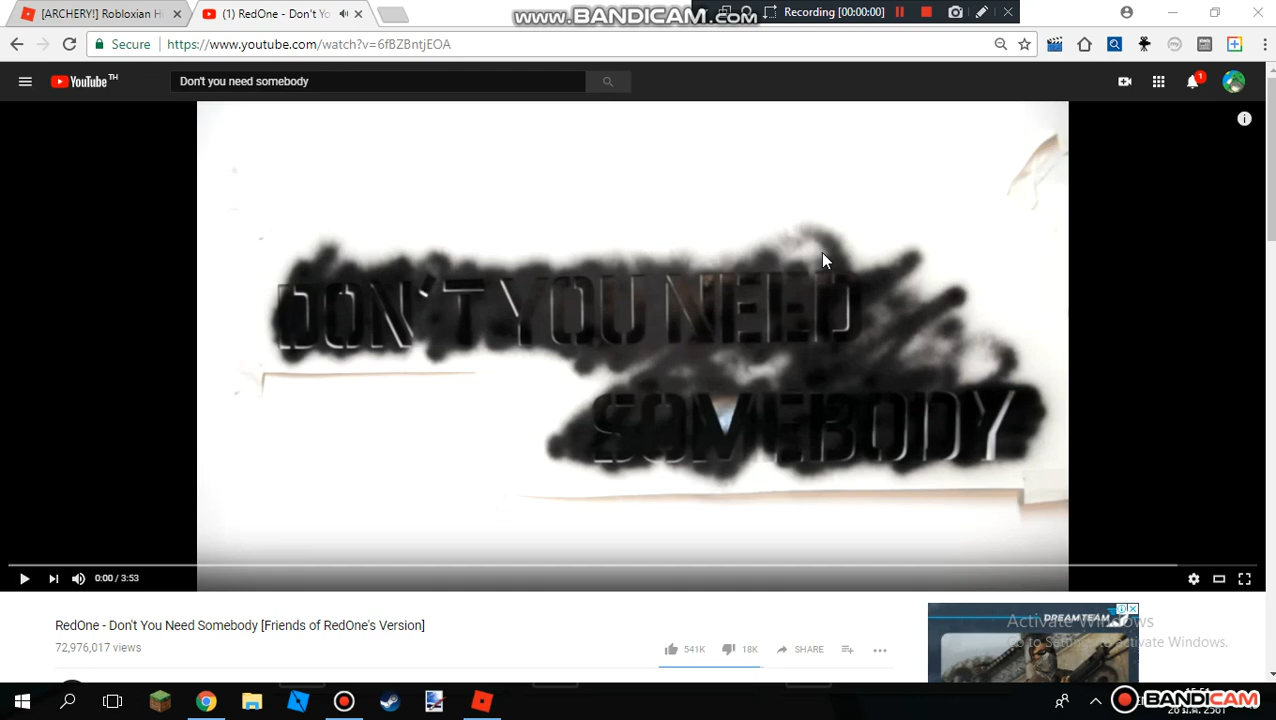 [ARCHERY!] Robin H
(1) RedOne - Don't Yo
www.BANDICAM.com
Recording [00:00:00]
Secure
https://www.youtube.com/watch?v=6fBZBntjEOA
YouTube TH
Don't you need somebody
1
DON'T YOU NEED
SOMEBODY
0:00 / 3:53
RedOne - Don't You Need Somebody [Friends of RedOne's Version]
72,976,017 views
541K
18K
SHARE
DREAM TEAM
Activate Windows
Go to Settings to activate Windows.
BANDICAM